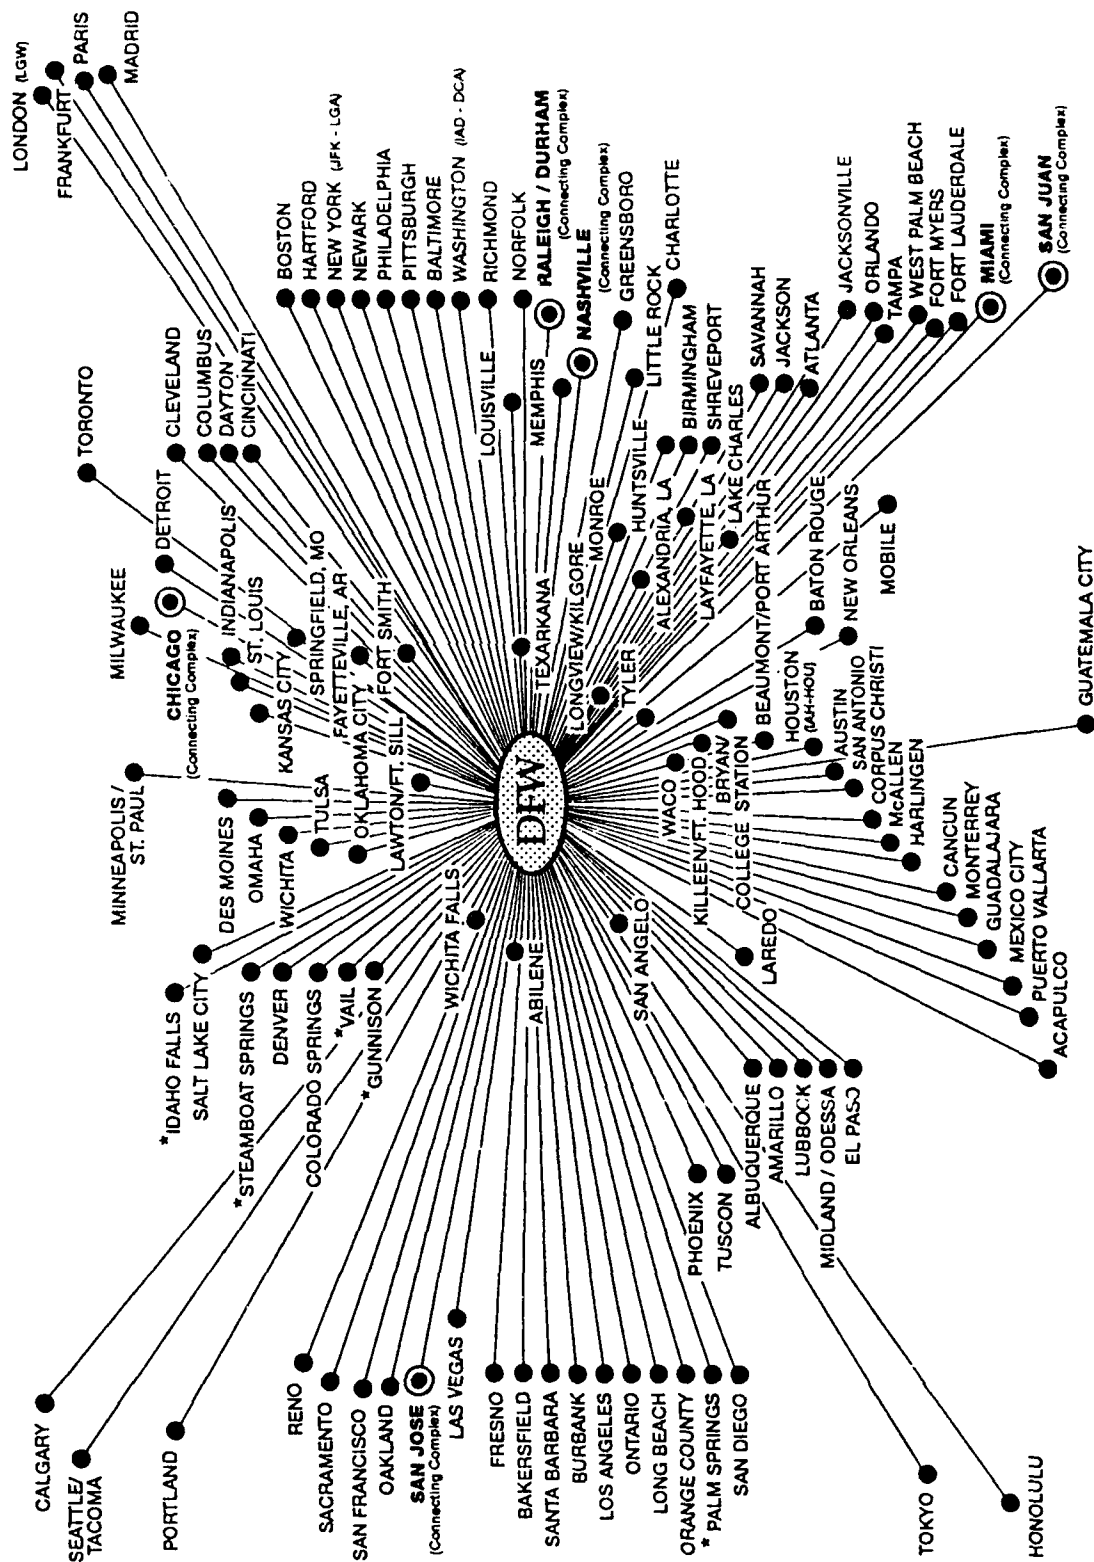 CALGARY
SEATTLE/
TACOMA
PORTLAND
RENO
SACRAMENTO
SAN FRANCISCO
OAKLAND
SAN JOSE
(Connecting Complex)
LAS VEGAS
FRESNO
BAKERSFIELD
SANTA BARBARA
BURBANK
LOS ANGELES
ONTARIO
LONG BEACH
ORANGE COUNTY
* PALM SPRINGS
SAN DIEGO
TOKYO
HONOLULU
*IDAHO FALLS
SALT LAKE CITY
*STEAMBOAT SPRINGS
DENVER
COLORADO SPRINGS
*VAIL
*GUNNISON
WICHITA FALLS
ABILENE
SAN ANGELO
PHOENIX
TUSCON
ALBUQUERQUE
AMARILLO
LUBBOCK
MIDLAND / ODESSA
EL PASO
LAREDO
MINNEAPOLIS /
ST. PAUL
DES MOINES
OMAHA
WICHITA
TULSA
OKLAHOMA CITY
LAWTON/FT. SILL
DFW
WACO
KILLEEN/FT. HOOD
BRYAN/
COLLEGE STATION
MILWAUKEE
CHICAGO
(Connecting Complex)
DETROIT
INDIANAPOLIS
ST. LOUIS
KANSAS CITY
SPRINGFIELD, MO
FAYETTEVILLE, AR
FORT SMITH
TORONTO
CLEVELAND
COLUMBUS
DAYTON
CINCINNATI
LONDON (LGW)
FRANKFURT
PARIS
MADRID
BOSTON
HARTFORD
NEW YORK (JFK - LGA)
NEWARK
PHILADELPHIA
PITTSBURGH
BALTIMORE
WASHINGTON (IAD - DCA)
RICHMOND
NORFOLK
RALEIGH / DURHAM
(Connecting Complex)
NASHVILLE
(Connecting Complex)
GREENSBORO
LITTLE ROCK
CHARLOTTE
LOUISVILLE
MEMPHIS
TEXARKANA
LONGVIEW/KILGORE
TYLER
MONROE
HUNTSVILLE
ALEXANDRIA, LA
BIRMINGHAM
SHREVEPORT
LAYFAYETTE, LA
LAKE CHARLES
SAVANNAH
JACKSON
ATLANTA
JACKSONVILLE
ORLANDO
TAMPA
WEST PALM BEACH
FORT MYERS
FORT LAUDERDALE
MIAMI
(Connecting Complex)
SAN JUAN
(Connecting Complex)
BEAUMONT/PORT ARTHUR
HOUSTON
(IAH-HOU)
BATON ROUGE
NEW ORLEANS
MOBILE
AUSTIN
SAN ANTONIO
CORPUS CHRISTI
McALLEN
HARLINGEN
CANCUN
MONTERREY
GUADALAJARA
MEXICO CITY
PUERTO VALLARTA
ACAPULCO
GUATEMALA CITY